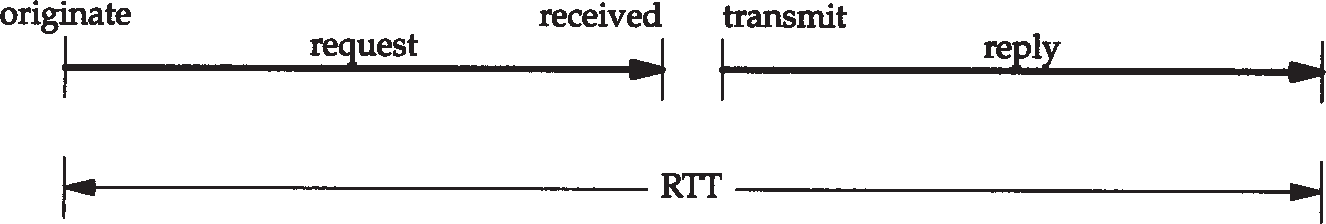 originate received transmit
request reply
RTT